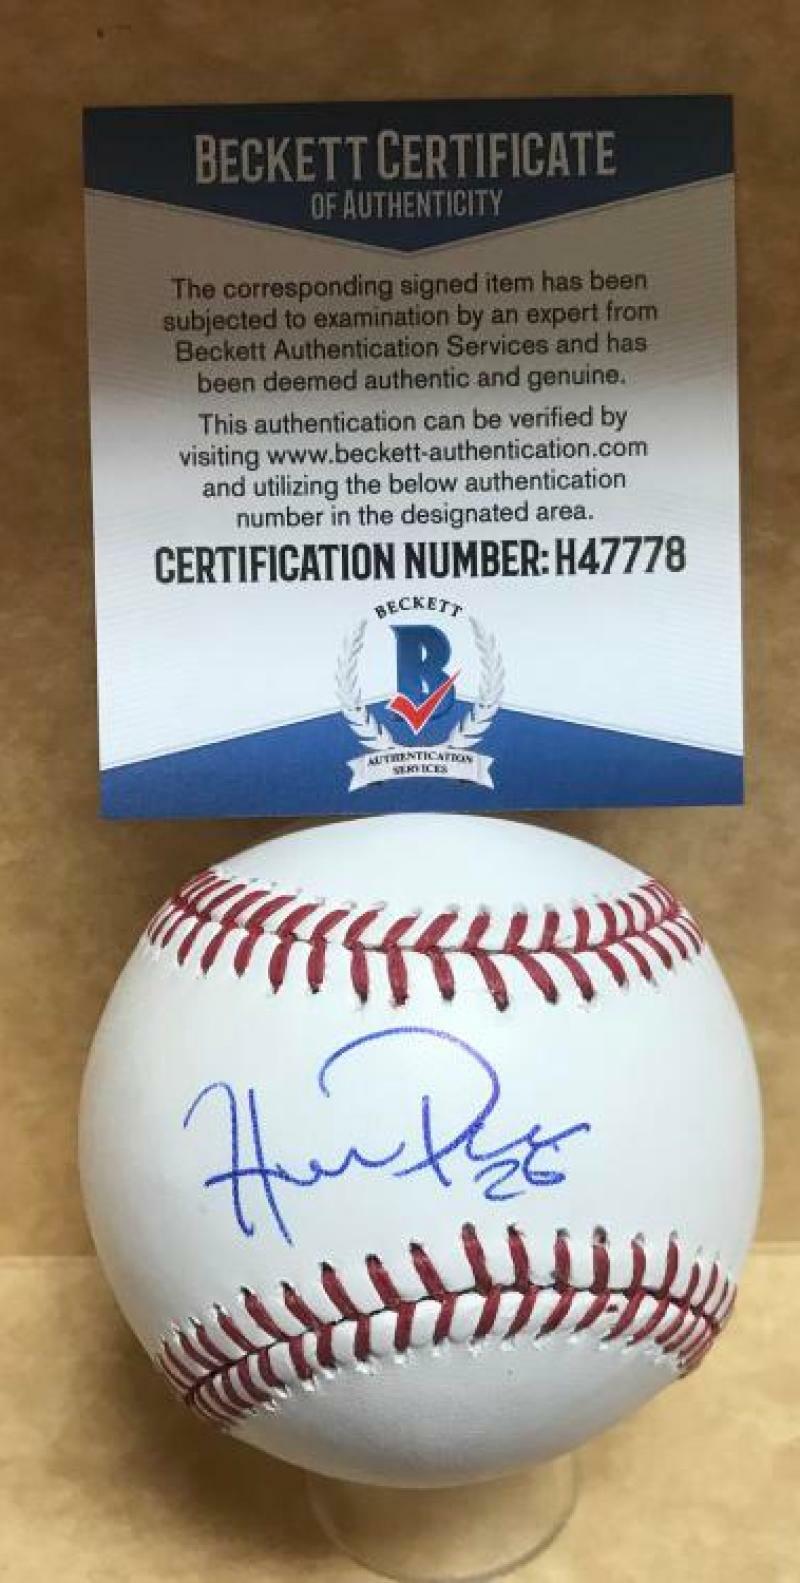 BECKETT CERTIFICATE
OF AUTHENTICITY
The corresponding signed item has been
subjected to examination by an expert from
Beckett Authentication Services and has
been deemed authentic and genuine.
This authentication can be verified by
visiting www.beckett-authentication.com
and utilizing the below authentication
number in the designated area.
CERTIFICATION NUMBER: H47778
BECKETT
B
AUTHENTICATION
SERVICES
26